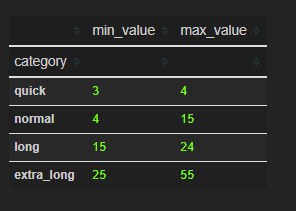 min_value max_value
category
quick 3 4
normal 4 15
long 15 24
extra_long 25 55